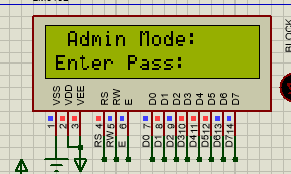 Admin Mode:
Enter Pass:
VSS VDD VEE RS RW E D0 D1 D2 D3 D4 D5 D6 D7
1 2 3 RS 4 RW 5 E 6 D0 7 D1 8 D2 9 D3 10 D4 11 D5 12 D6 13 D7 14
BLOCK